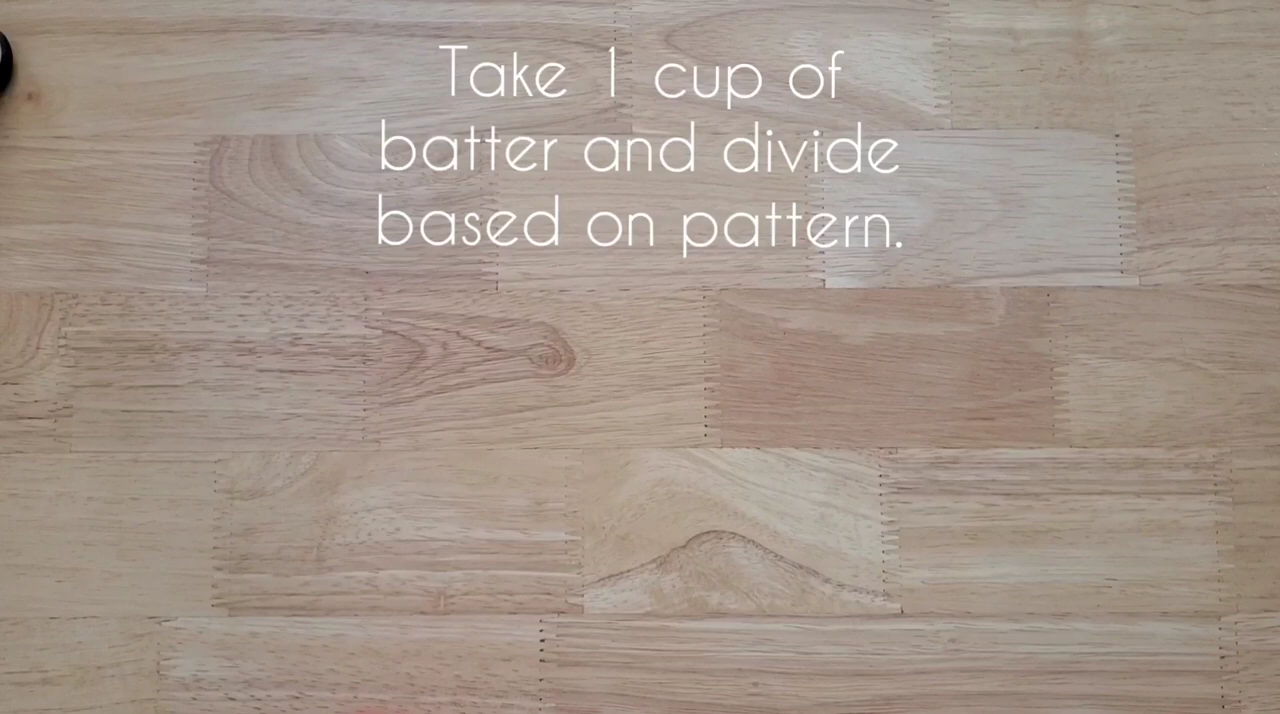 Take 1 cup of
batter and divide
based on pattern.